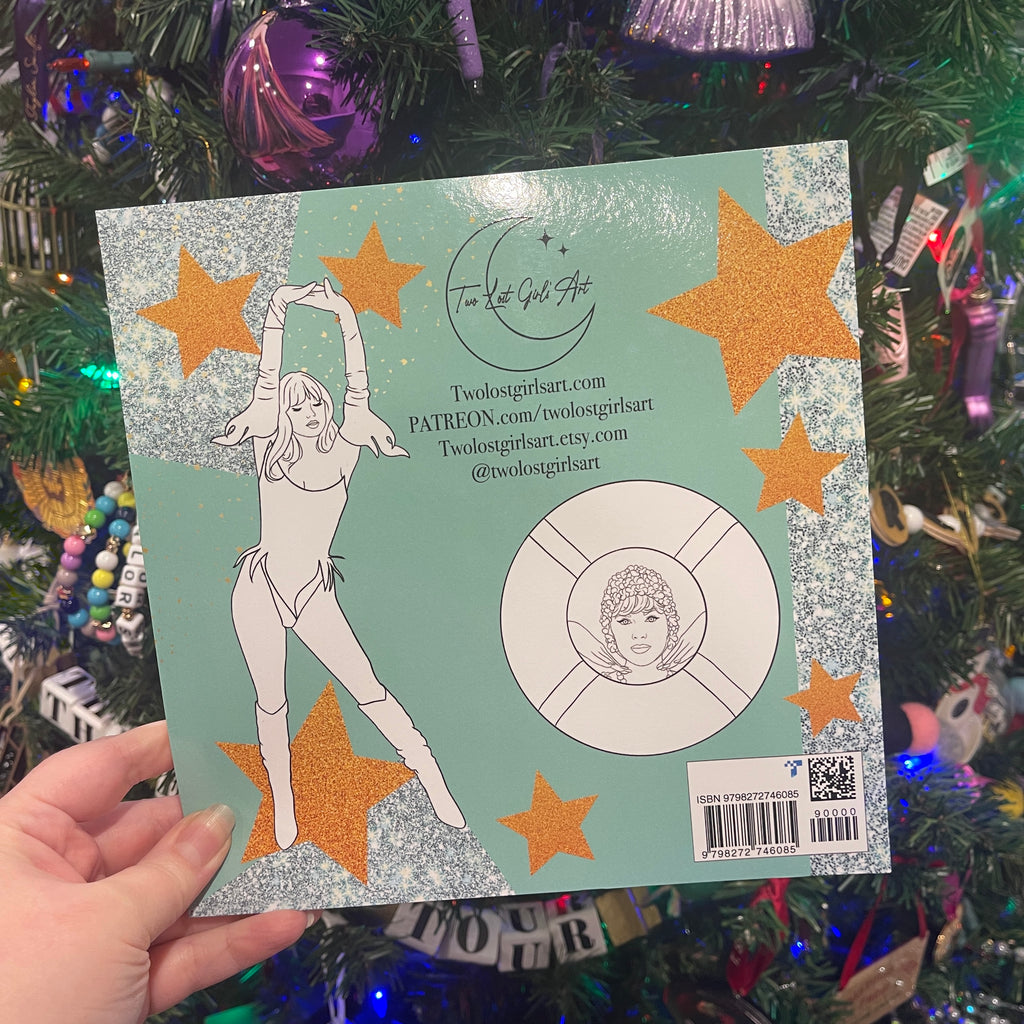 Two Lost Girls Art
Twolostgirlsart.com
PATREON.com/twolostgirlsart
Twolostgirlsart.etsy.com
@twolostgirlsart
ISBN 9798272746085
90000
9 798272 746085
TOUR